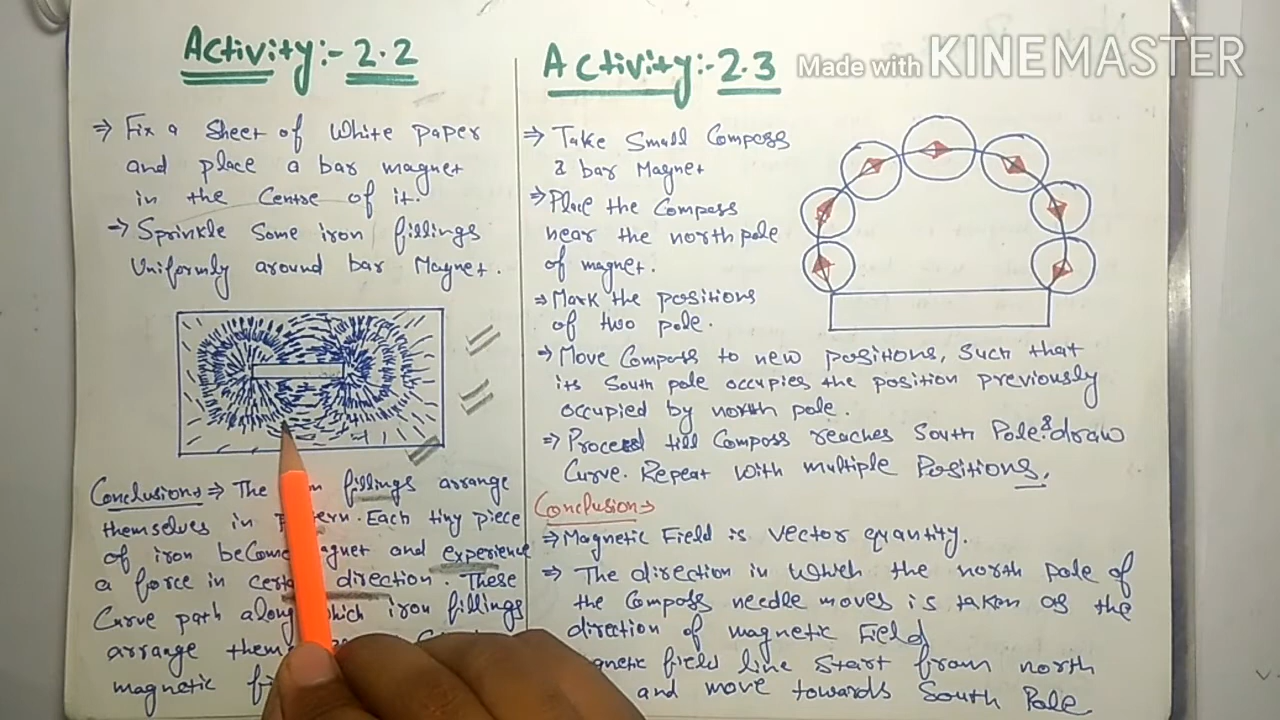 Activity:- 2.2
⇒ Fix a Sheet of White paper
and place a bar magnet
in the Centre of it.
→ Sprinkle Some iron fillings
Uniformly around bar Magnet.
Conclusion ⇒ The fillings arrange
themselves in Each tiny piece
of iron become and experience
a force in direction. These
Curve path along which iron fillings
arrange
magnetic
Activity:- 2.3
⇒ Take Small Compass
& bar Magnet
⇒ Place the Compass
near the north pole
of magnet.
⇒ Mark the positions
of two pole.
⇒ Move Compass to new positions, Such that
its South pole occupies the position previously
occupied by north pole.
⇒ Proceed till Compass reaches South Pole & draw
Curve. Repeat with multiple Positions.
Conclusion →
⇒ Magnetic Field is Vector quantity.
⇒ The direction in which the north pole of
the Compass needle moves is taken as the
direction of magnetic Field
field line Start from north
and move towards South Pole
Made with KINEMASTER